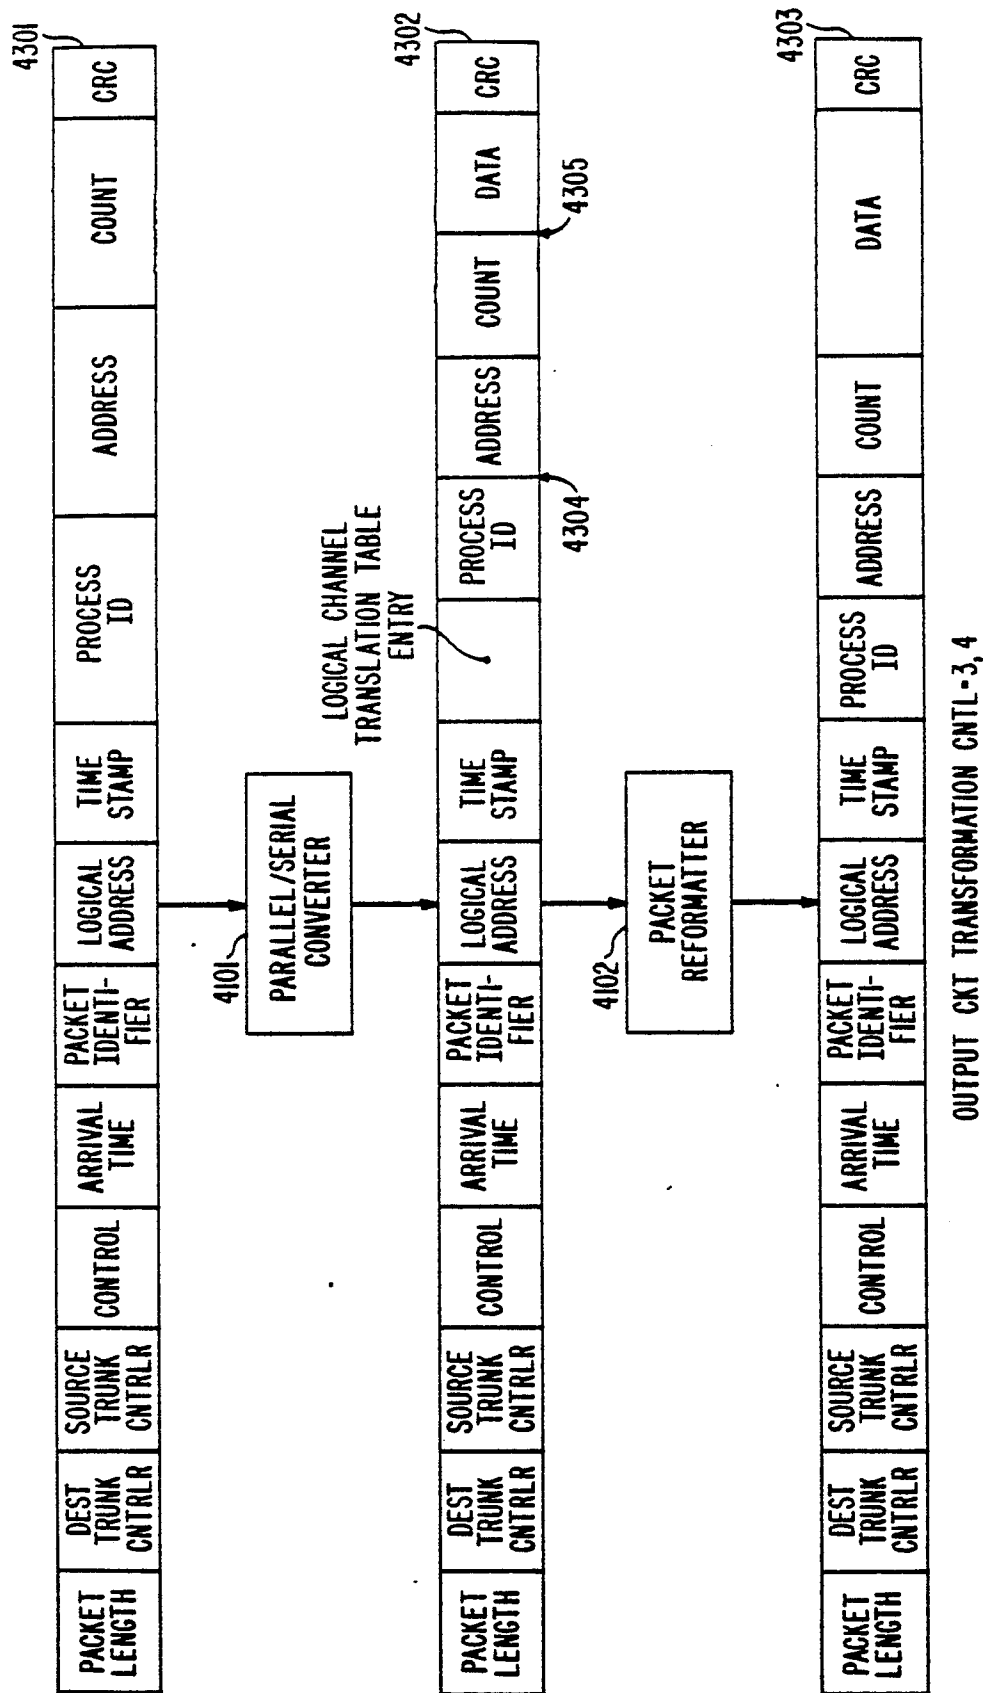 4301
PACKET
LENGTH
DEST
TRUNK
CNTRLR
SOURCE
TRUNK
CNTRLR
CONTROL
ARRIVAL
TIME
PACKET
IDENTI-
FIER
LOGICAL
ADDRESS
TIME
STAMP
PROCESS
ID
ADDRESS
COUNT
CRC
4101
PARALLEL/SERIAL
CONVERTER
LOGICAL CHANNEL
TRANSLATION TABLE
ENTRY
4302
PACKET
LENGTH
DEST
TRUNK
CNTRLR
SOURCE
TRUNK
CNTRLR
CONTROL
ARRIVAL
TIME
PACKET
IDENTI-
FIER
LOGICAL
ADDRESS
TIME
STAMP
PROCESS
ID
ADDRESS
COUNT
DATA
CRC
4304
4305
4102
PACKET
REFORMATTER
4303
PACKET
LENGTH
DEST
TRUNK
CNTRLR
SOURCE
TRUNK
CNTRLR
CONTROL
ARRIVAL
TIME
PACKET
IDENTI-
FIER
LOGICAL
ADDRESS
TIME
STAMP
PROCESS
ID
ADDRESS
COUNT
DATA
CRC
OUTPUT CKT TRANSFORMATION CNTL-3,4